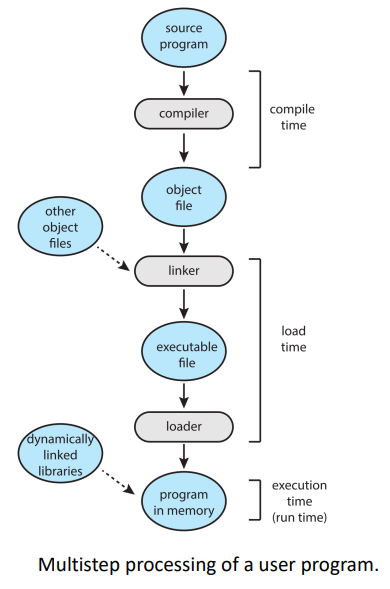 source
program
compiler
compile
time
object
file
other
object
files
linker
load
time
executable
file
loader
dynamically
linked
libraries
program
in memory
execution
time
(run time)
Multistep processing of a user program.